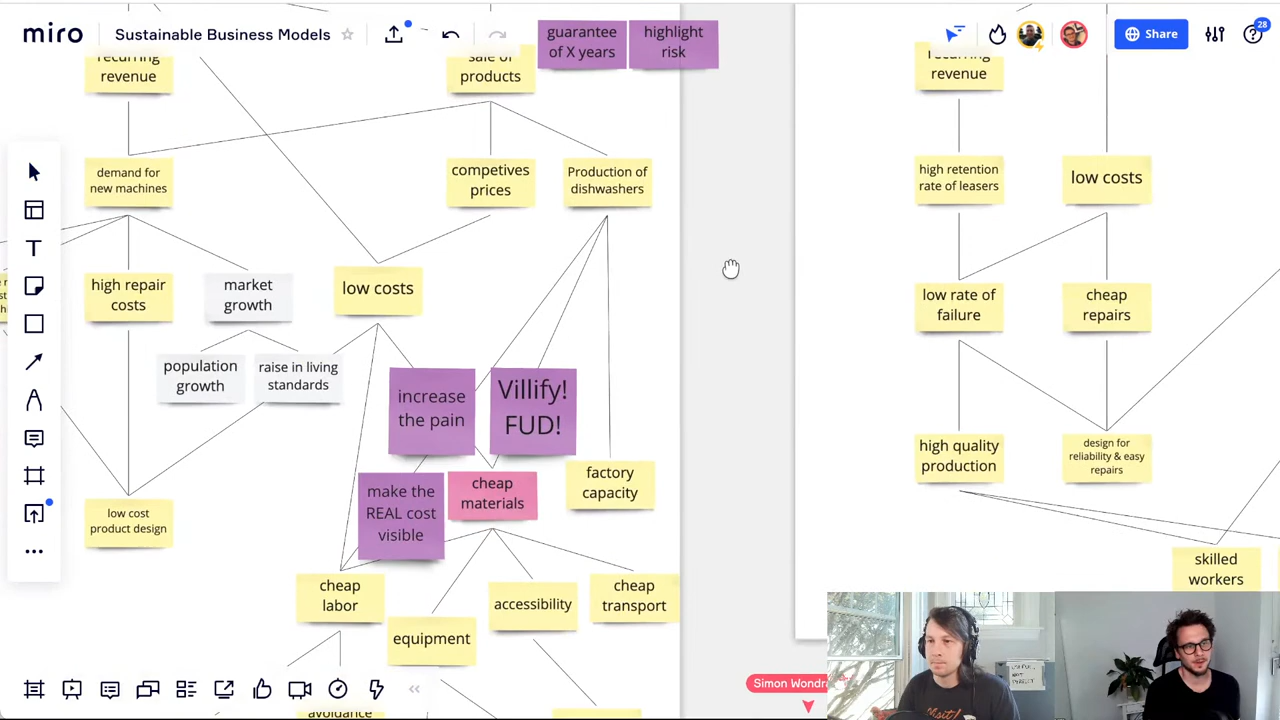 miro
Sustainable Business Models
guarantee
of X years
highlight
risk
Share
28
recurring
revenue
sale of
products
recurring
revenue
demand for
new machines
competives
prices
Production of
dishwashers
high retention
rate of leasers
low costs
high repair
costs
market
growth
low costs
low rate of
failure
cheap
repairs
population
growth
raise in living
standards
increase
the pain
Villify!
FUD!
high quality
production
design for
reliability & easy
repairs
make the
REAL cost
visible
cheap
materials
factory
capacity
low cost
product design
skilled
workers
cheap
labor
equipment
accessibility
cheap
transport
avoidance
Simon Wondra